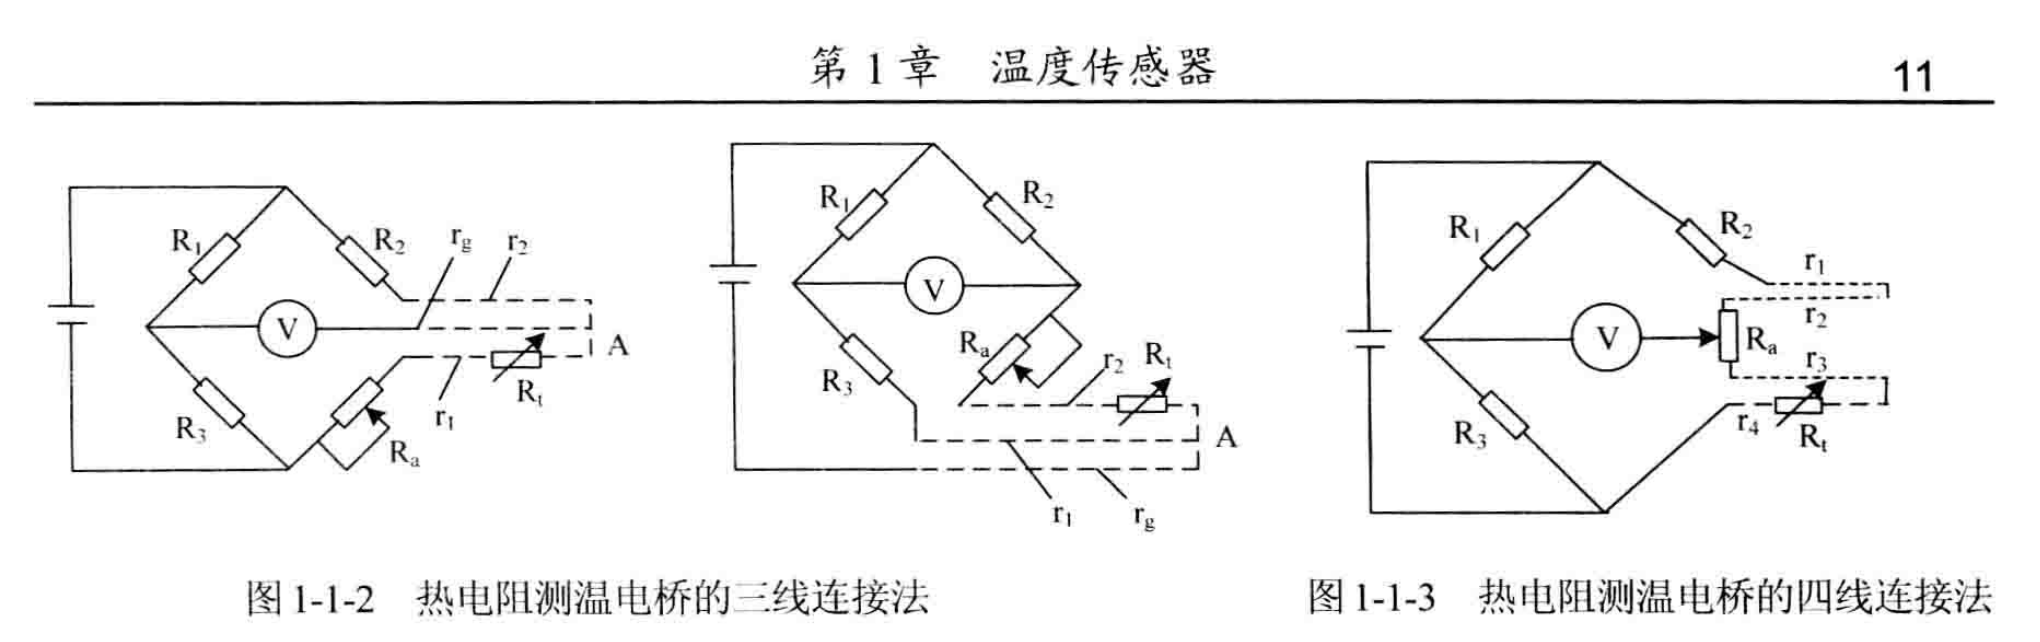 第1章 温度传感器 11
R1 R2 rg r2 V A Rt r1 R3 Ra
R1 R2 V Ra r2 Rt R3 A r1 rg
R1 R2 r1 r2 V Ra r3 R3 r4 Rt
图1-1-2 热电阻测温电桥的三线连接法
图1-1-3 热电阻测温电桥的四线连接法